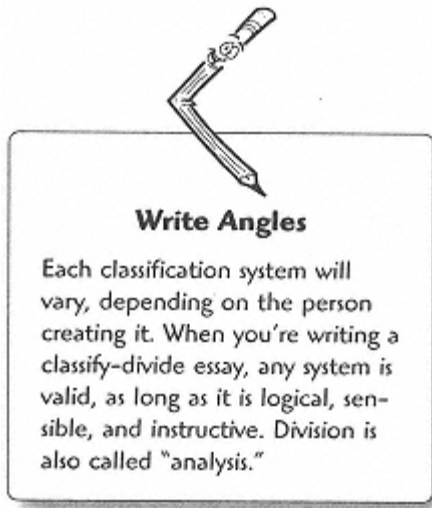 Write Angles
Each classification system will
vary, depending on the person
creating it. When you're writing a
classify-divide essay, any system is
valid, as long as it is logical, sen-
sible, and instructive. Division is
also called "analysis."